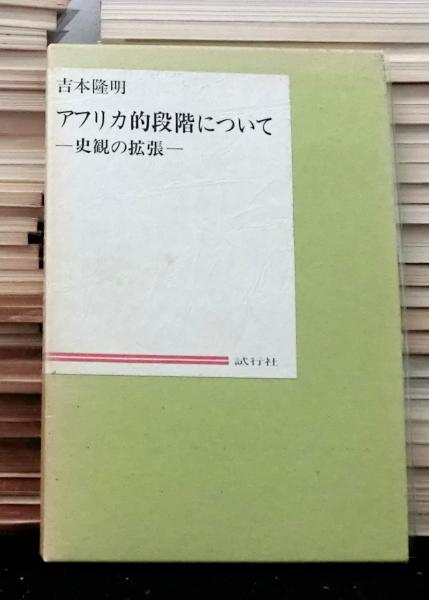 吉本隆明
アフリカ的段階について
―史観の拡張―
試行社